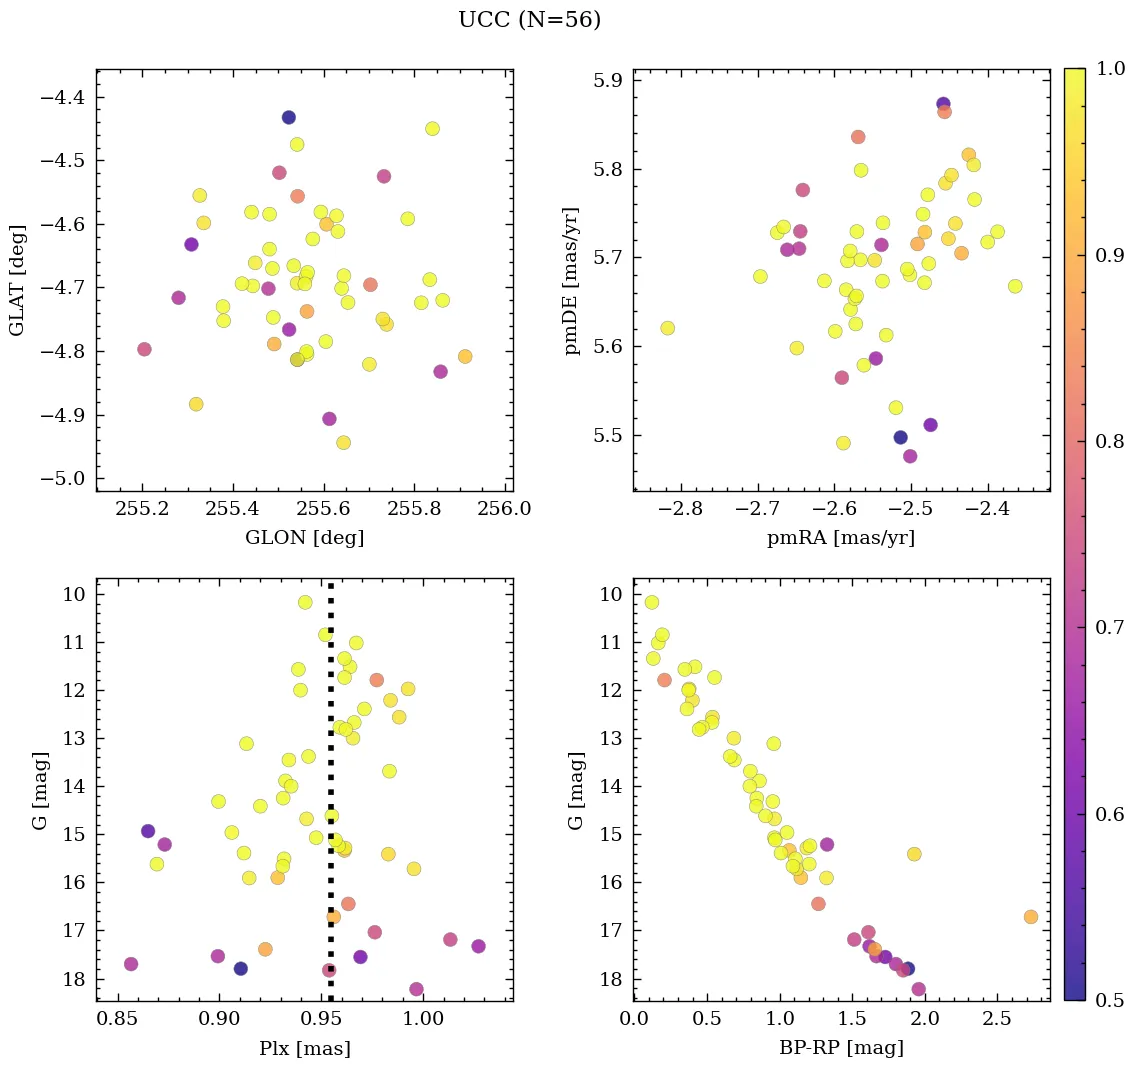 UCC (N=56)
−4.4
−4.5
−4.6
−4.7
−4.8
−4.9
−5.0
GLAT [deg]
255.2 255.4 255.6 255.8 256.0
GLON [deg]
5.9
5.8
5.7
5.6
5.5
pmDE [mas/yr]
−2.8 −2.7 −2.6 −2.5 −2.4
pmRA [mas/yr]
10
11
12
13
14
15
16
17
18
G [mag]
0.85 0.90 0.95 1.00
Plx [mas]
10
11
12
13
14
15
16
17
18
G [mag]
0.0 0.5 1.0 1.5 2.0 2.5
BP-RP [mag]
1.0
0.9
0.8
0.7
0.6
0.5